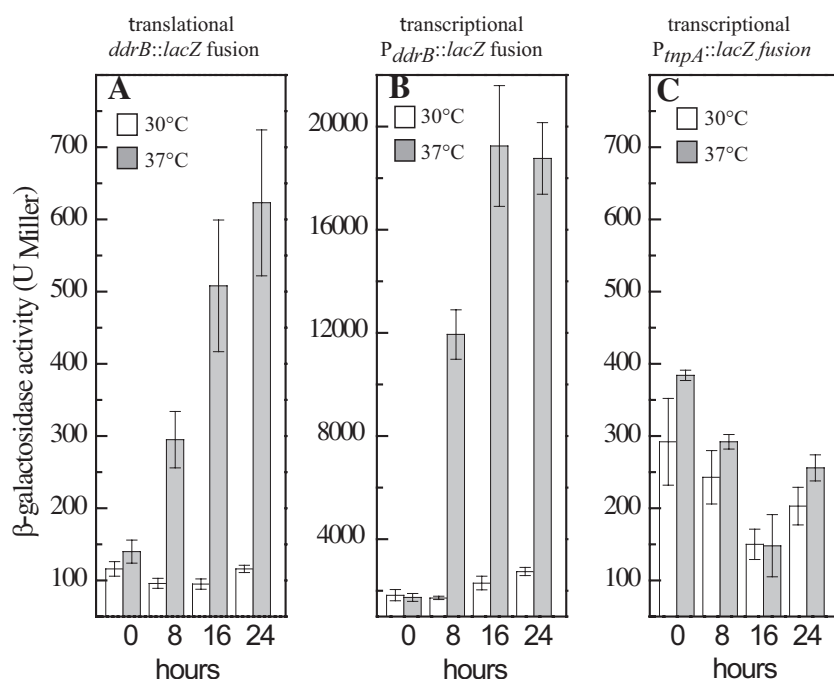 translational
ddrB::lacZ fusion
transcriptional
PddrB::lacZ fusion
transcriptional
PtnpA::lacZ fusion
β-galactosidase activity (U Miller)
A
30°C
37°C
700
600
500
400
300
200
100
0 8 16 24
hours
B
30°C
37°C
20000
16000
12000
8000
4000
0 8 16 24
hours
C
30°C
37°C
700
600
500
400
300
200
100
0 8 16 24
hours